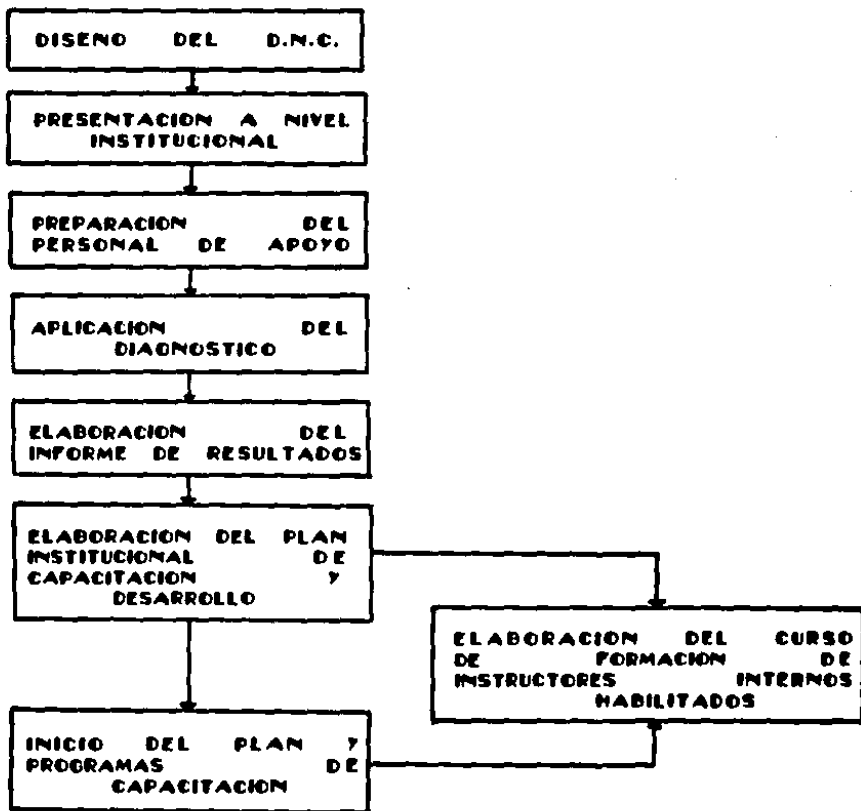 DISENO DEL D.N.C.
PRESENTACION A NIVEL
INSTITUCIONAL
PREPARACION DEL
PERSONAL DE APOYO
APLICACION DEL
DIAGNOSTICO
ELABORACION DEL
INFORME DE RESULTADOS
ELABORACION DEL PLAN
INSTITUCIONAL DE
CAPACITACION Y
DESARROLLO
ELABORACION DEL CURSO
DE FORMACION DE
INSTRUCTORES INTERNOS
HABILITADOS
INICIO DEL PLAN Y
PROGRAMAS DE
CAPACITACION